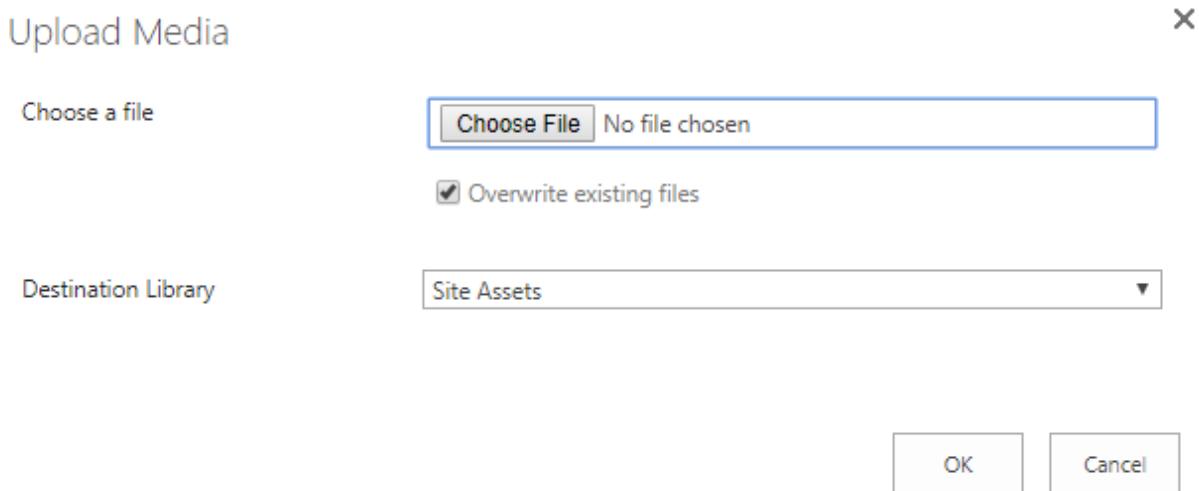 Upload Media
Choose a file
Choose File No file chosen
Overwrite existing files
Destination Library
Site Assets
OK
Cancel